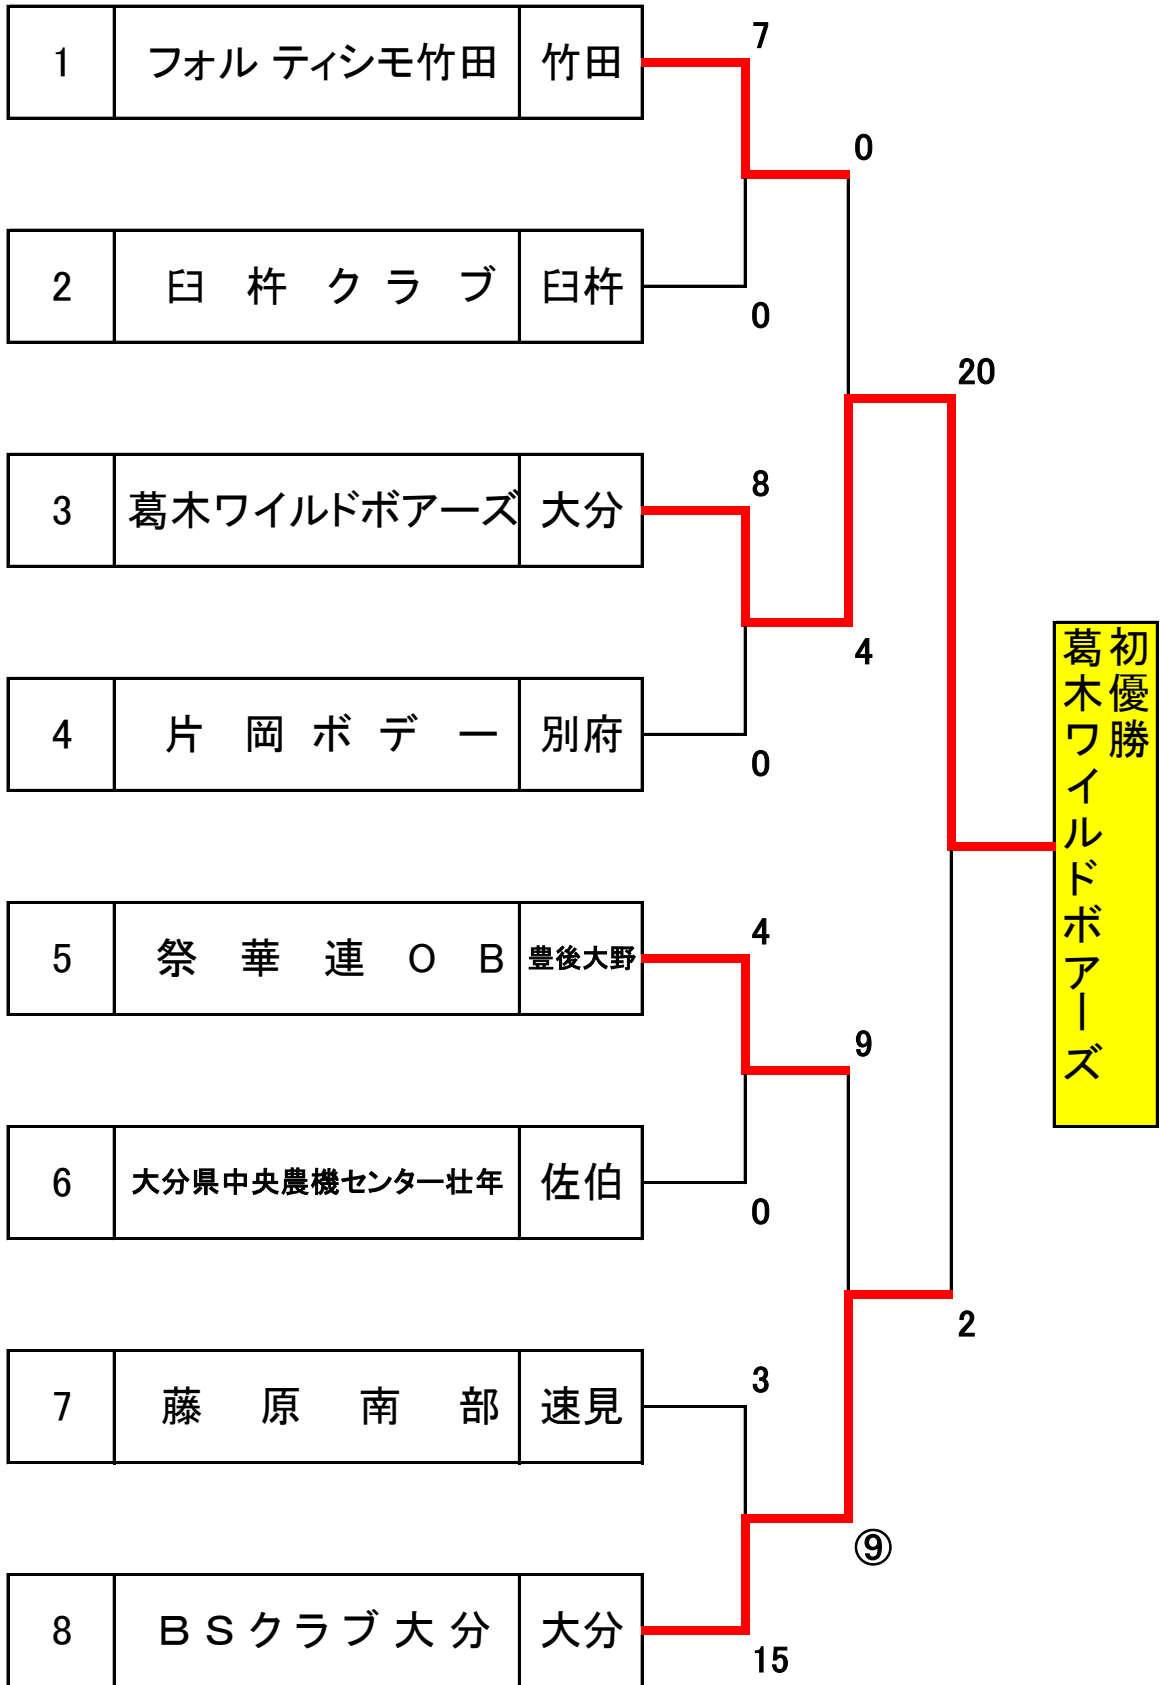 1 フォルティシモ竹田 竹田
7
0
2 臼杵クラブ 臼杵
0
20
3 葛木ワイルドボアーズ 大分
8
4
4 片岡ボデー 別府
0
初優勝
葛木ワイルドボアーズ
5 祭華連OB 豊後大野
4
9
6 大分県中央農機センター壮年 佐伯
0
2
7 藤原南部 速見
3
⑨
8 BSクラブ大分 大分
15